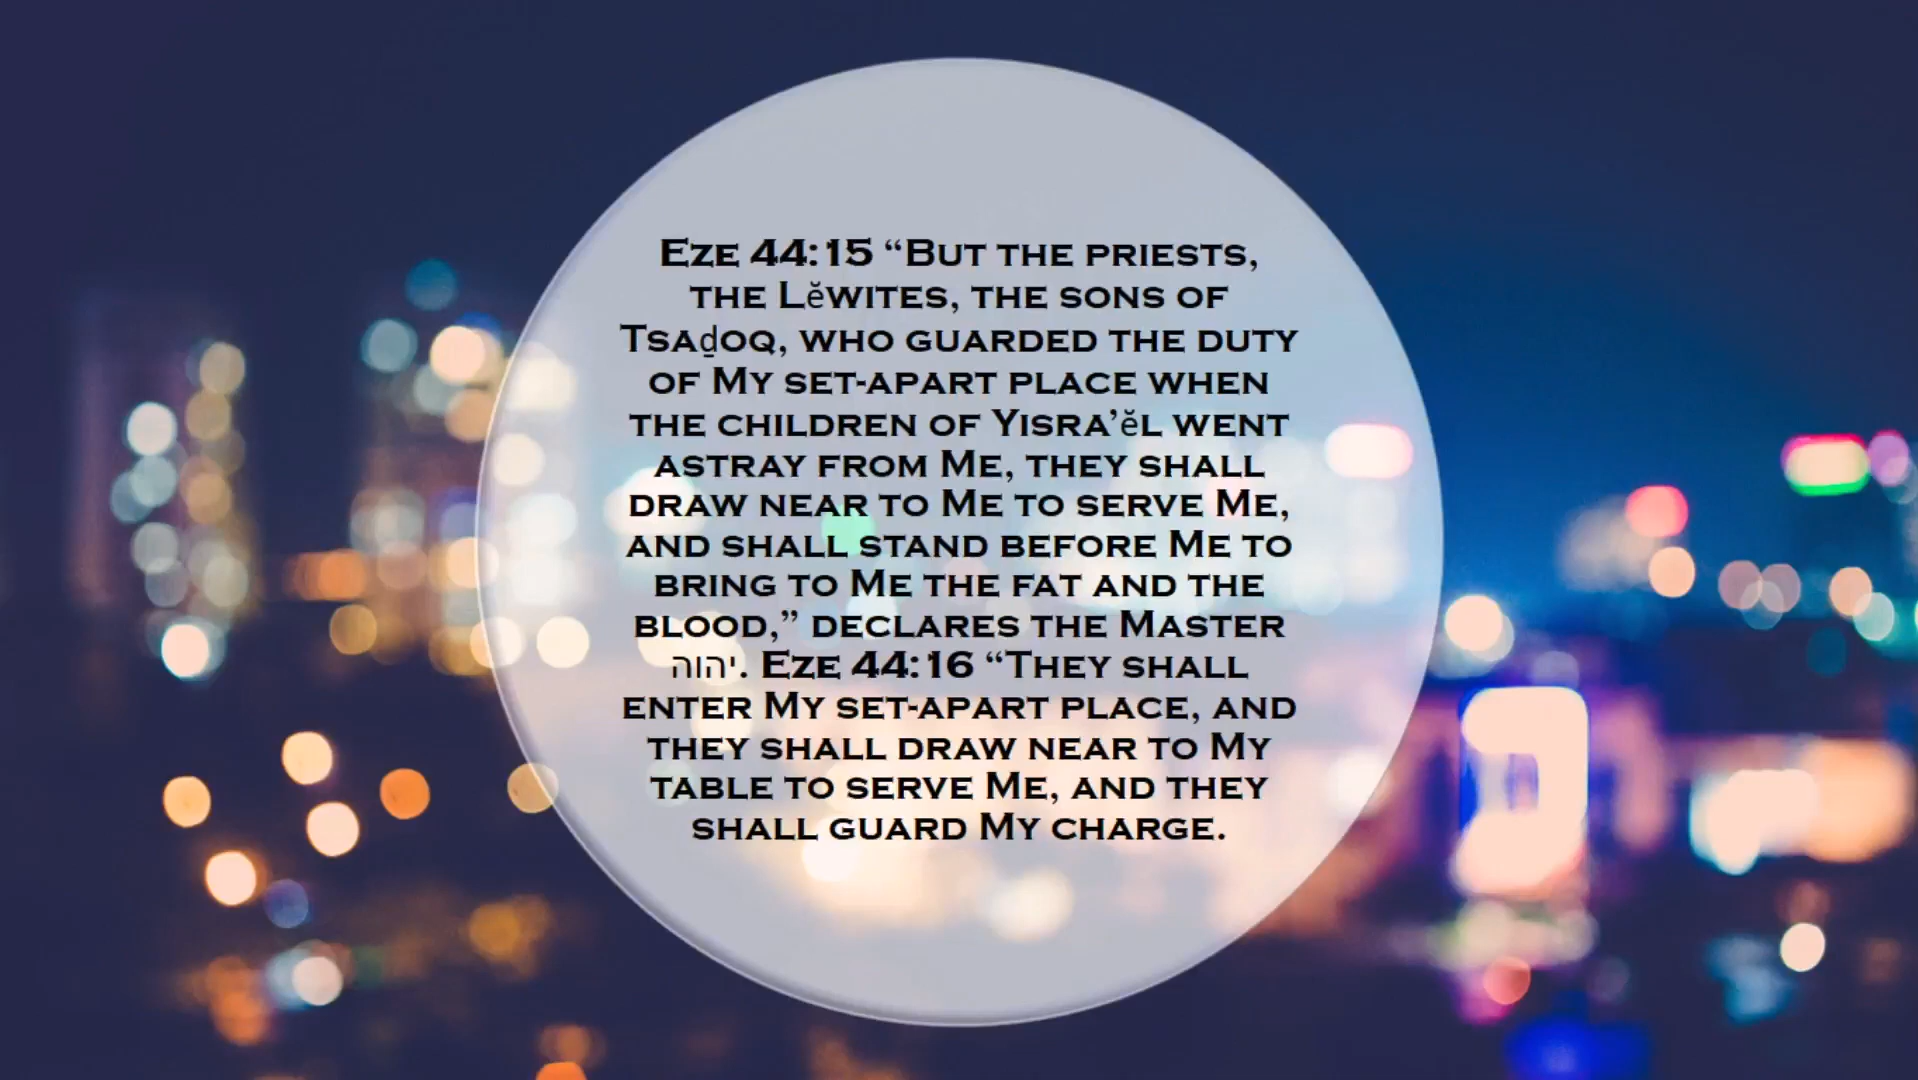 Eze 44:15 “But the priests,
the Lĕwites, the sons of
Tsaḏoq, who guarded the duty
of My set-apart place when
the children of Yisra’ĕl went
astray from Me, they shall
draw near to Me to serve Me,
and shall stand before Me to
bring to Me the fat and the
blood,” declares the Master
יהוה. Eze 44:16 “They shall
enter My set-apart place, and
they shall draw near to My
table to serve Me, and they
shall guard My charge.